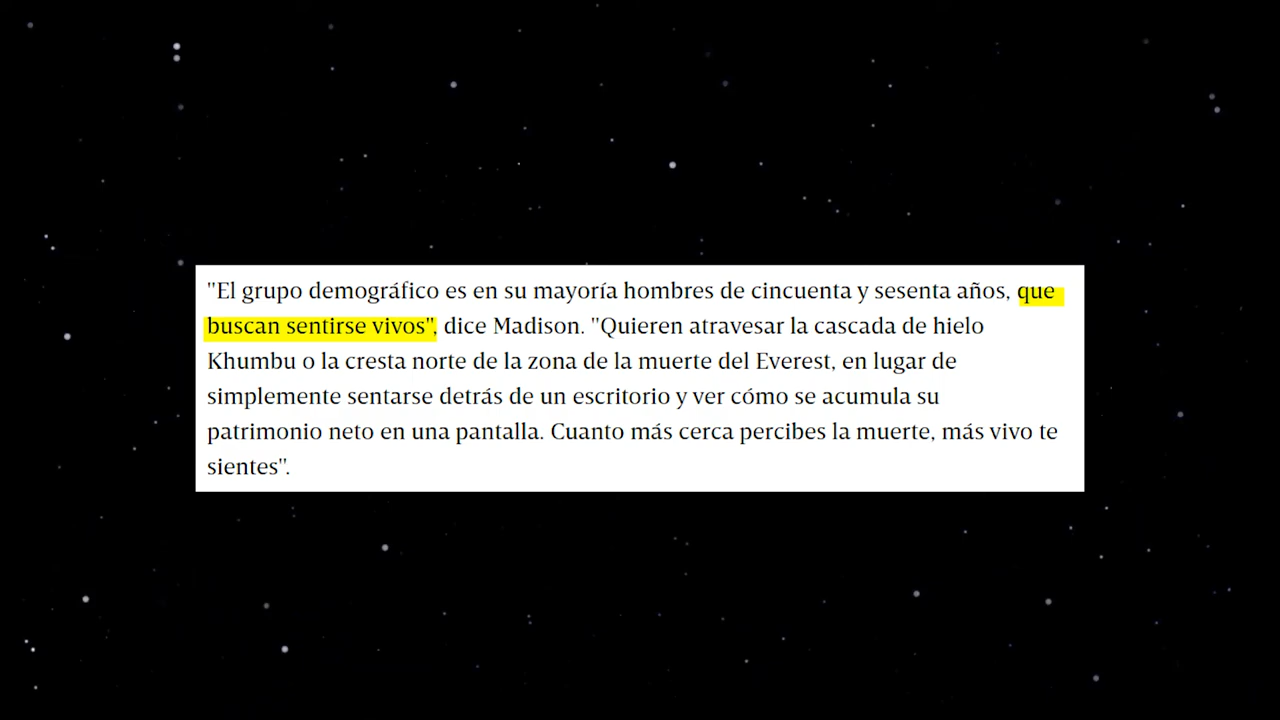 "El grupo demográfico es en su mayoría hombres de cincuenta y sesenta años, que
buscan sentirse vivos", dice Madison. "Quieren atravesar la cascada de hielo
Khumbu o la cresta norte de la zona de la muerte del Everest, en lugar de
simplemente sentarse detrás de un escritorio y ver cómo se acumula su
patrimonio neto en una pantalla. Cuanto más cerca percibes la muerte, más vivo te
sientes".